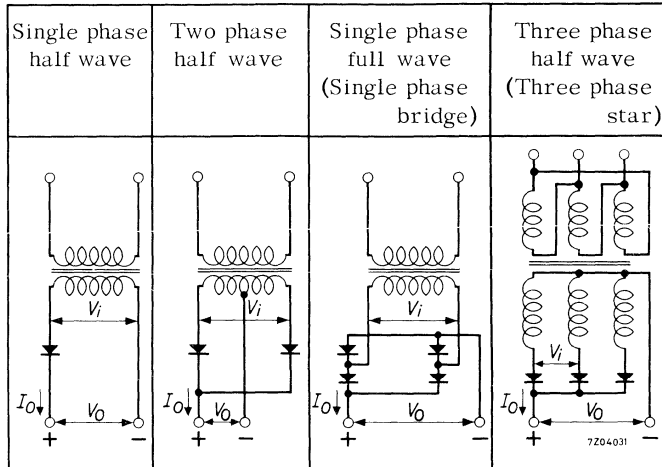 Single phase
half wave
Two phase
half wave
Single phase
full wave
(Single phase
bridge)
Three phase
half wave
(Three phase
star)
Vi
IO
VO
+
−
Vi
IO
VO
+
−
Vi
IO
VO
+
−
Vi
IO
VO
+
−
7Z04031